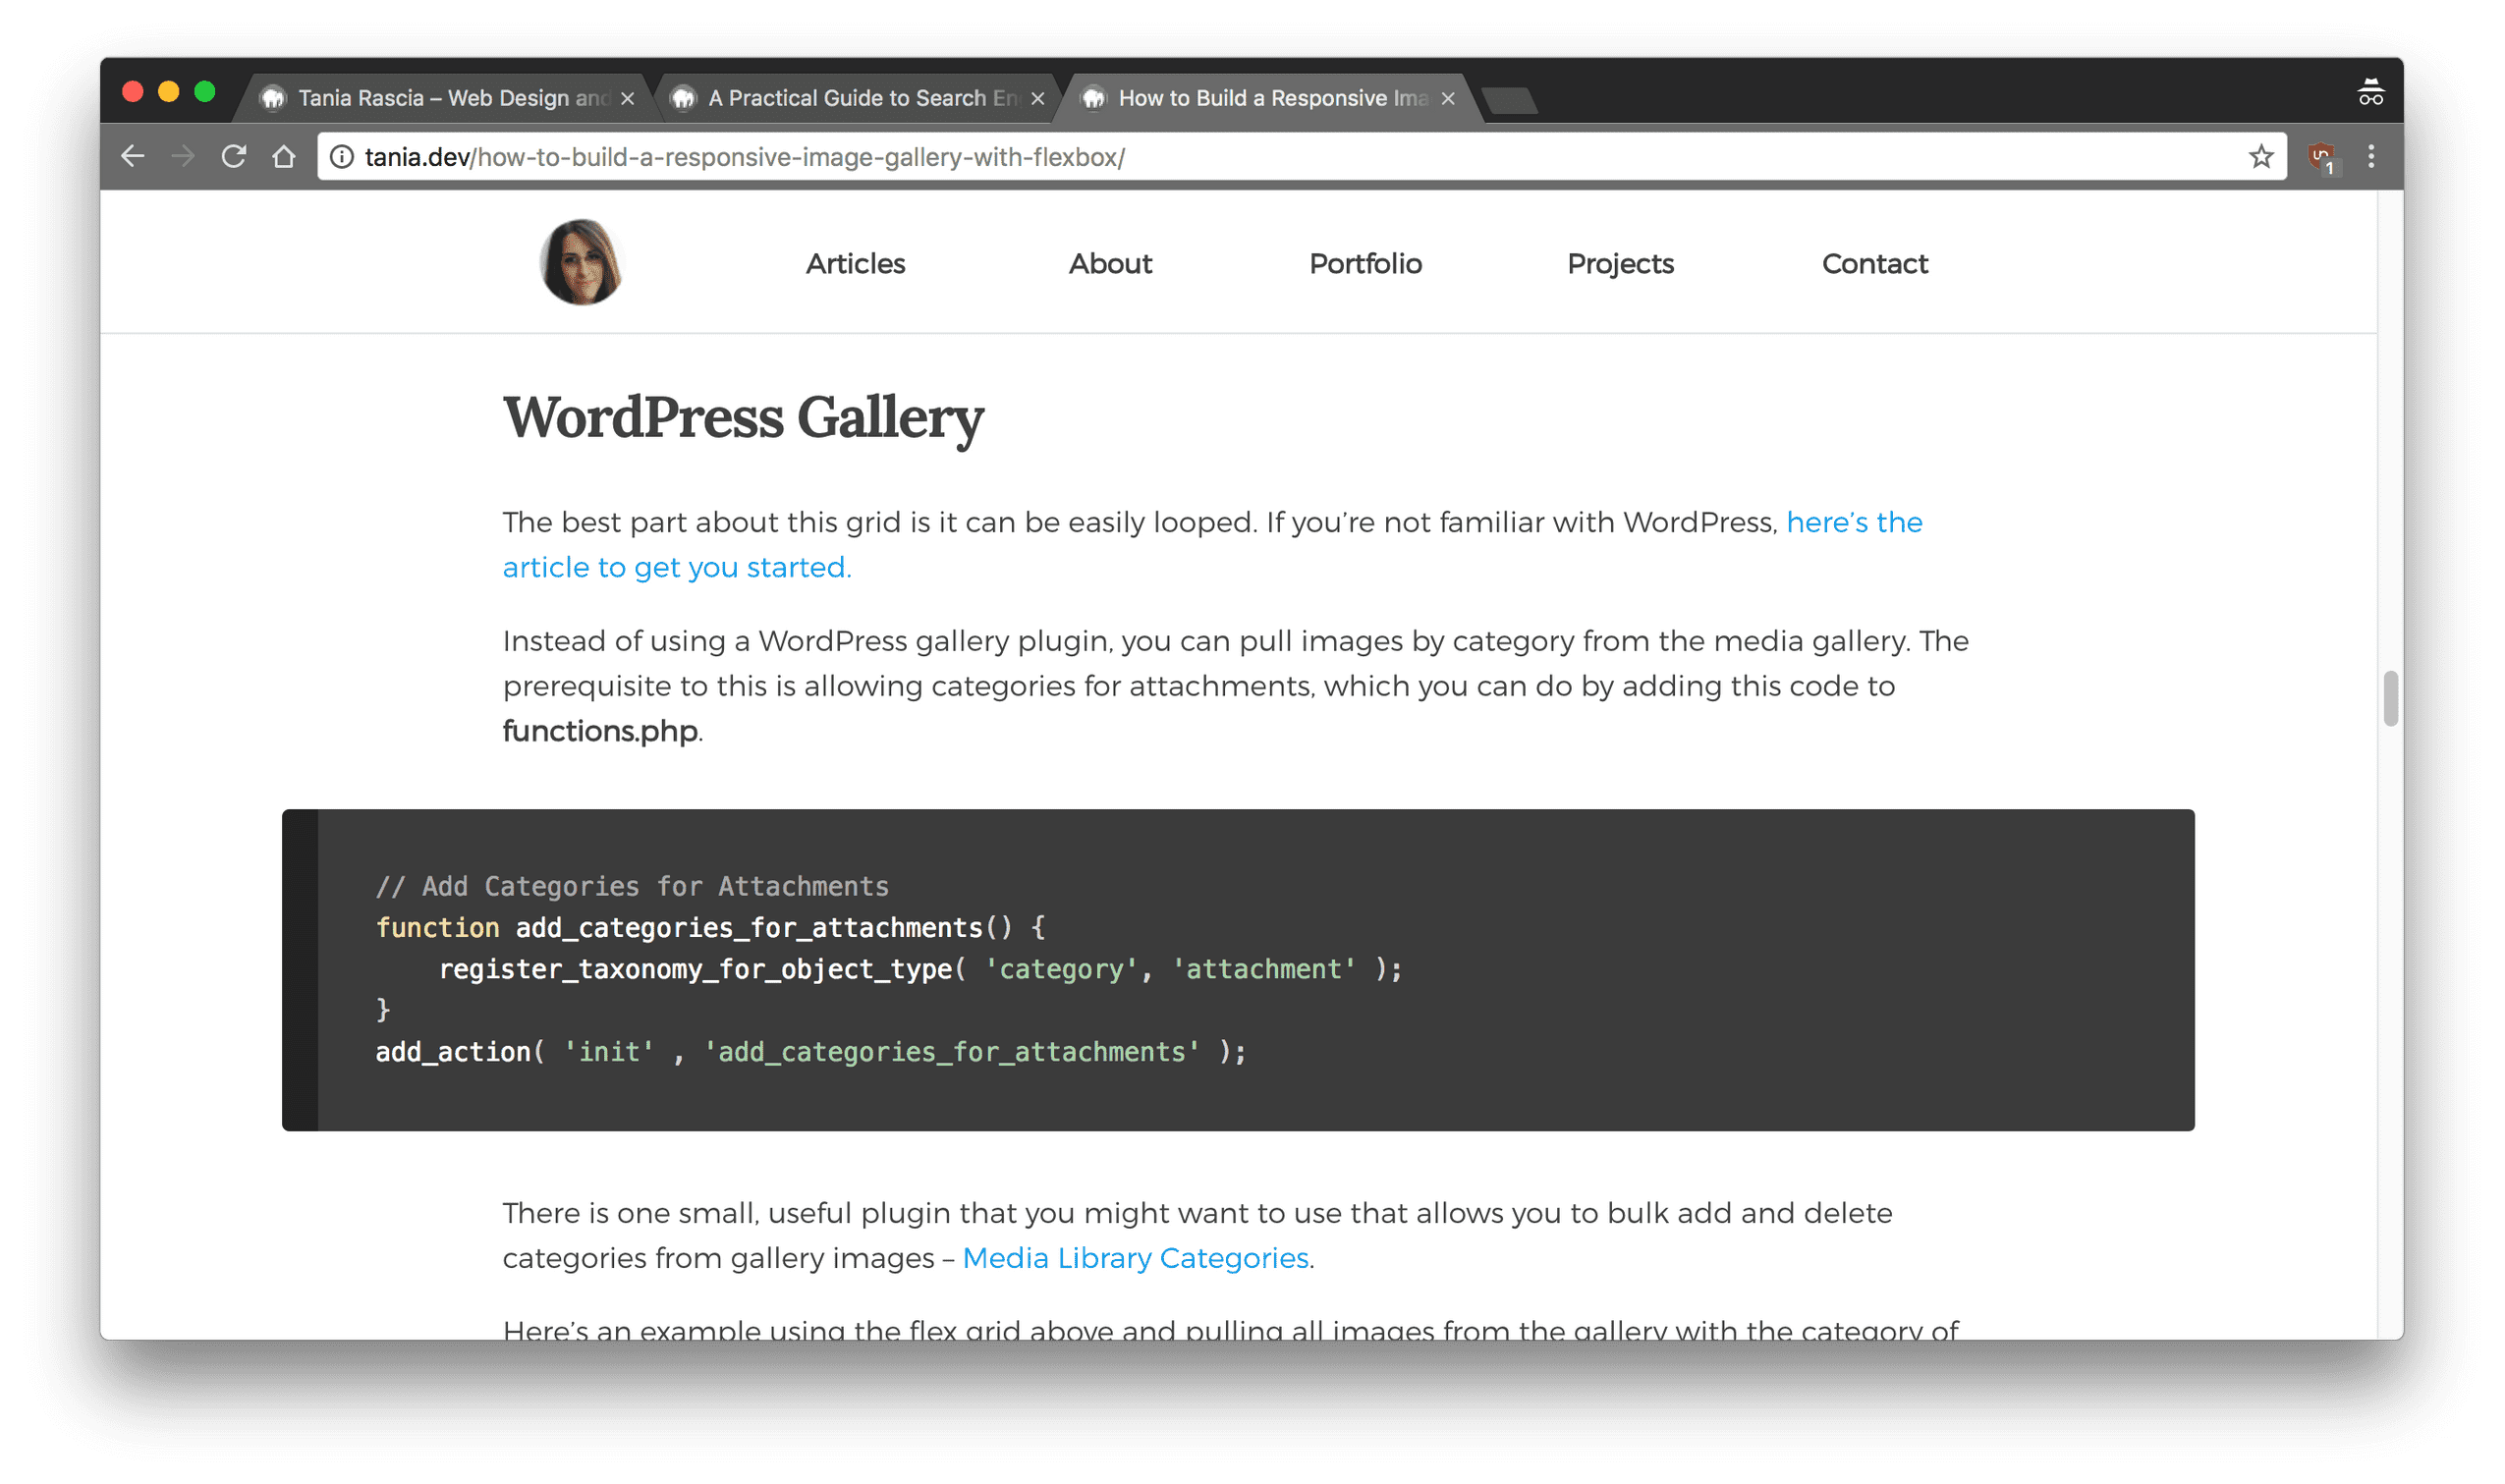 Tania Rascia – Web Design and
A Practical Guide to Search En
How to Build a Responsive Ima
tania.dev/how-to-build-a-responsive-image-gallery-with-flexbox/
1
Articles About Portfolio Projects Contact
WordPress Gallery
The best part about this grid is it can be easily looped. If you’re not familiar with WordPress, here’s the
article to get you started.
Instead of using a WordPress gallery plugin, you can pull images by category from the media gallery. The
prerequisite to this is allowing categories for attachments, which you can do by adding this code to
functions.php.
// Add Categories for Attachments
function add_categories_for_attachments() {
    register_taxonomy_for_object_type( 'category', 'attachment' );
}
add_action( 'init' , 'add_categories_for_attachments' );
There is one small, useful plugin that you might want to use that allows you to bulk add and delete
categories from gallery images – Media Library Categories.
Here’s an example using the flex grid above and pulling all images from the gallery with the category of